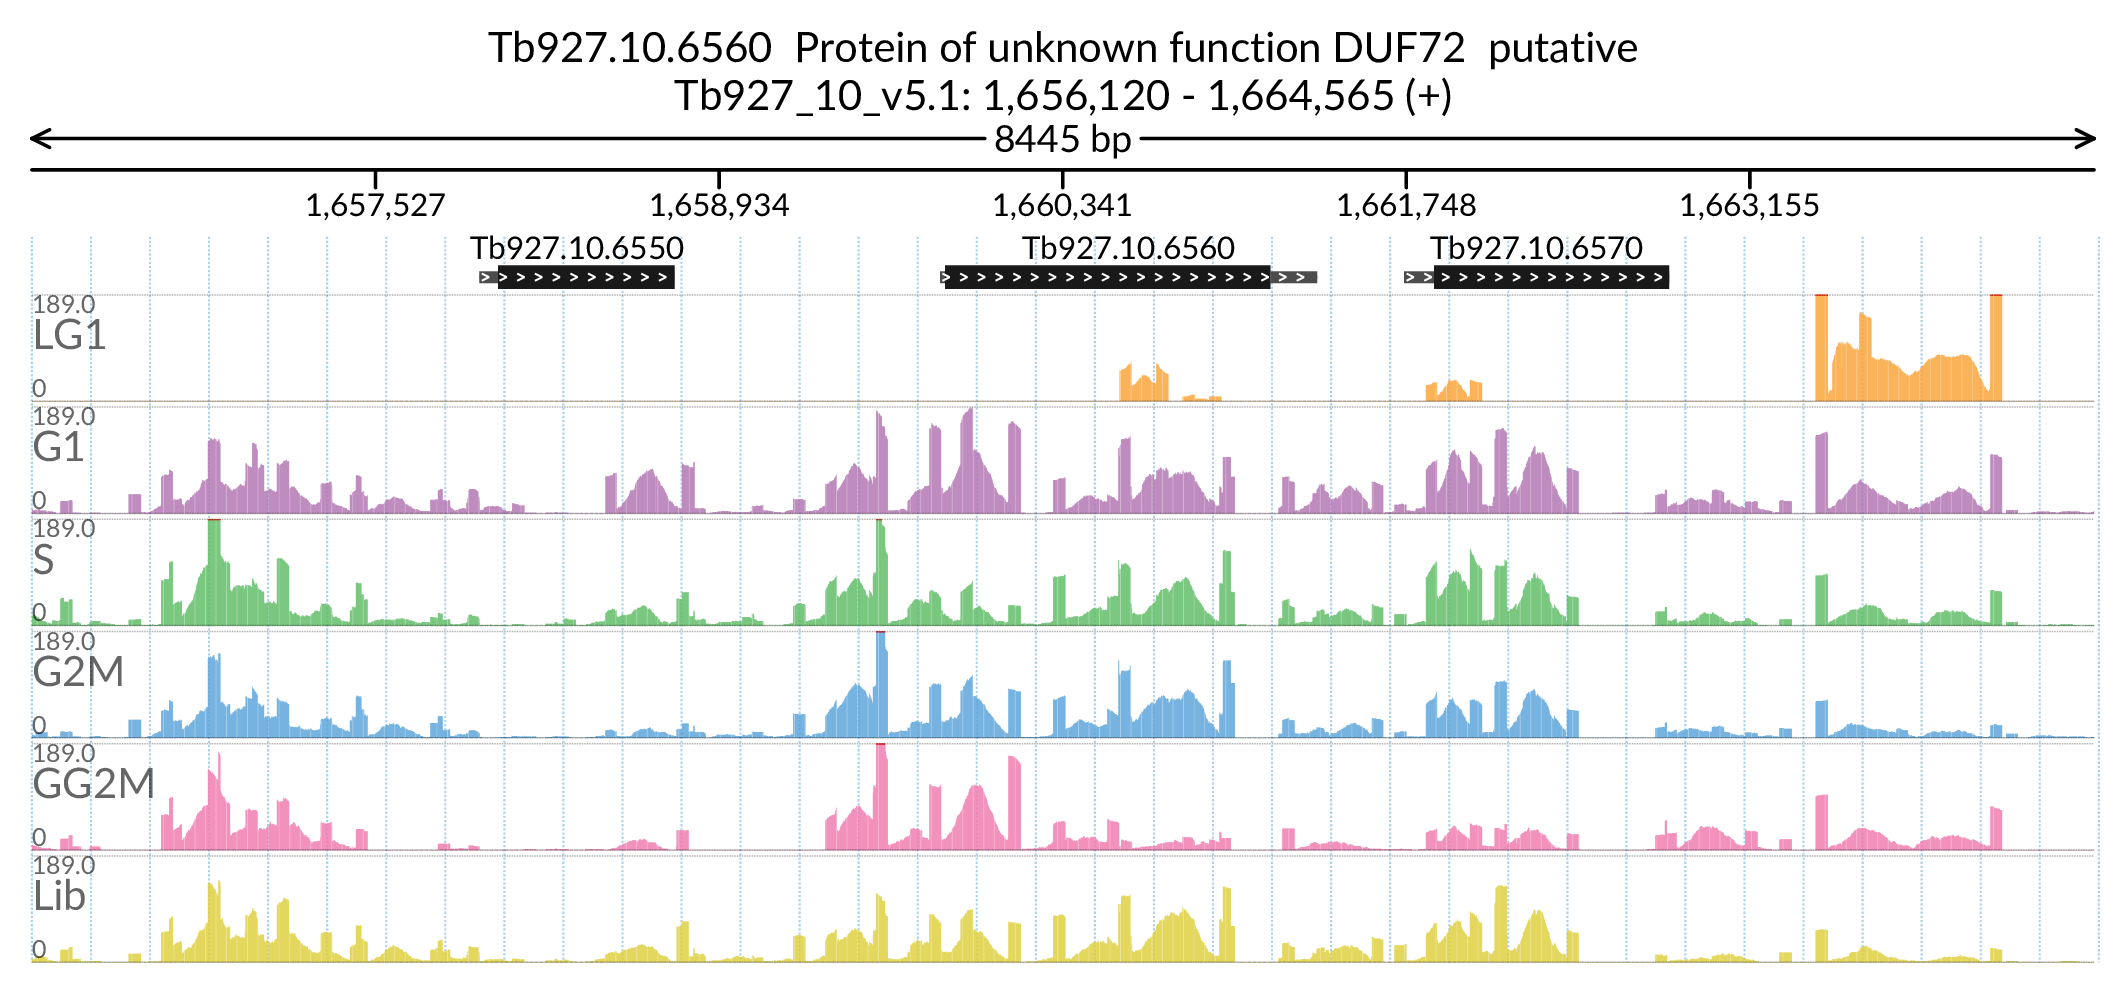 Tb927.10.6560 Protein of unknown function DUF72 putative
Tb927_10_v5.1: 1,656,120 - 1,664,565 (+)
8445 bp
1,657,527 1,658,934 1,660,341 1,661,748 1,663,155
Tb927.10.6550 Tb927.10.6560 Tb927.10.6570
189.0
LG1
0
189.0
G1
0
189.0
S
0
189.0
G2M
0
189.0
GG2M
0
189.0
Lib
0